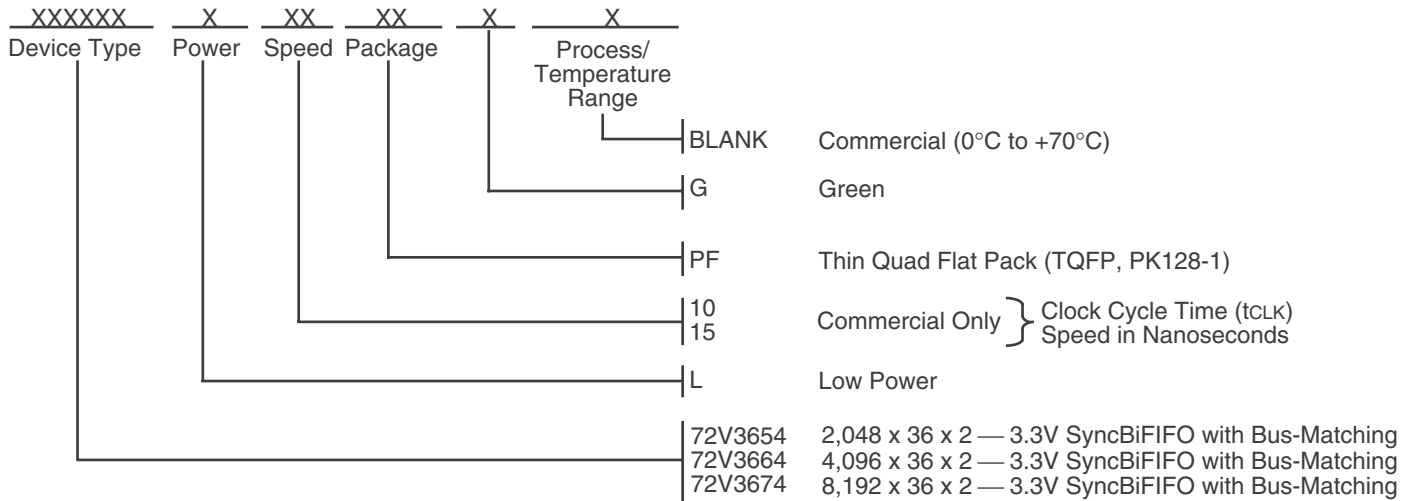 XXXXXX X XX XX X X
Device Type Power Speed Package Process/
Temperature
Range
BLANK Commercial (0°C to +70°C)
G Green
PF Thin Quad Flat Pack (TQFP, PK128-1)
10
15
Commercial Only Clock Cycle Time (tCLK)
Speed in Nanoseconds
L Low Power
72V3654 2,048 x 36 x 2 — 3.3V SyncBiFIFO with Bus-Matching
72V3664 4,096 x 36 x 2 — 3.3V SyncBiFIFO with Bus-Matching
72V3674 8,192 x 36 x 2 — 3.3V SyncBiFIFO with Bus-Matching